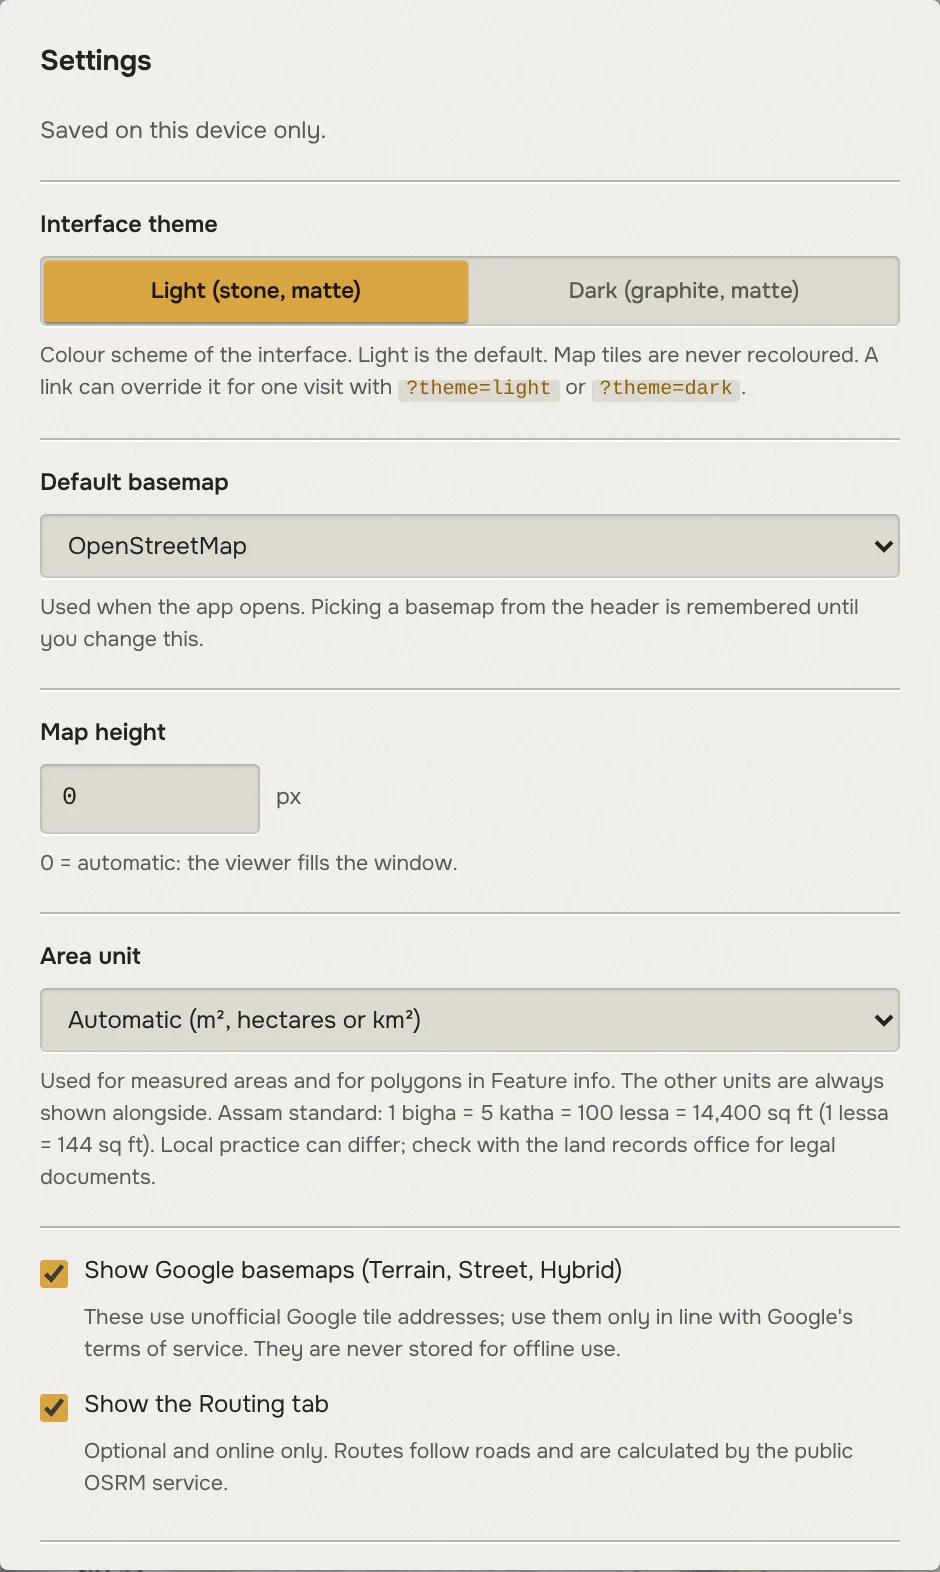 Settings
Saved on this device only.
Interface theme
Light (stone, matte)
Dark (graphite, matte)
Colour scheme of the interface. Light is the default. Map tiles are never recoloured. A
link can override it for one visit with ?theme=light or ?theme=dark.
Default basemap
OpenStreetMap
Used when the app opens. Picking a basemap from the header is remembered until
you change this.
Map height
0 px
0 = automatic: the viewer fills the window.
Area unit
Automatic (m², hectares or km²)
Used for measured areas and for polygons in Feature info. The other units are always
shown alongside. Assam standard: 1 bigha = 5 katha = 100 lessa = 14,400 sq ft (1 lessa
= 144 sq ft). Local practice can differ; check with the land records office for legal
documents.
Show Google basemaps (Terrain, Street, Hybrid)
These use unofficial Google tile addresses; use them only in line with Google's
terms of service. They are never stored for offline use.
Show the Routing tab
Optional and online only. Routes follow roads and are calculated by the public
OSRM service.